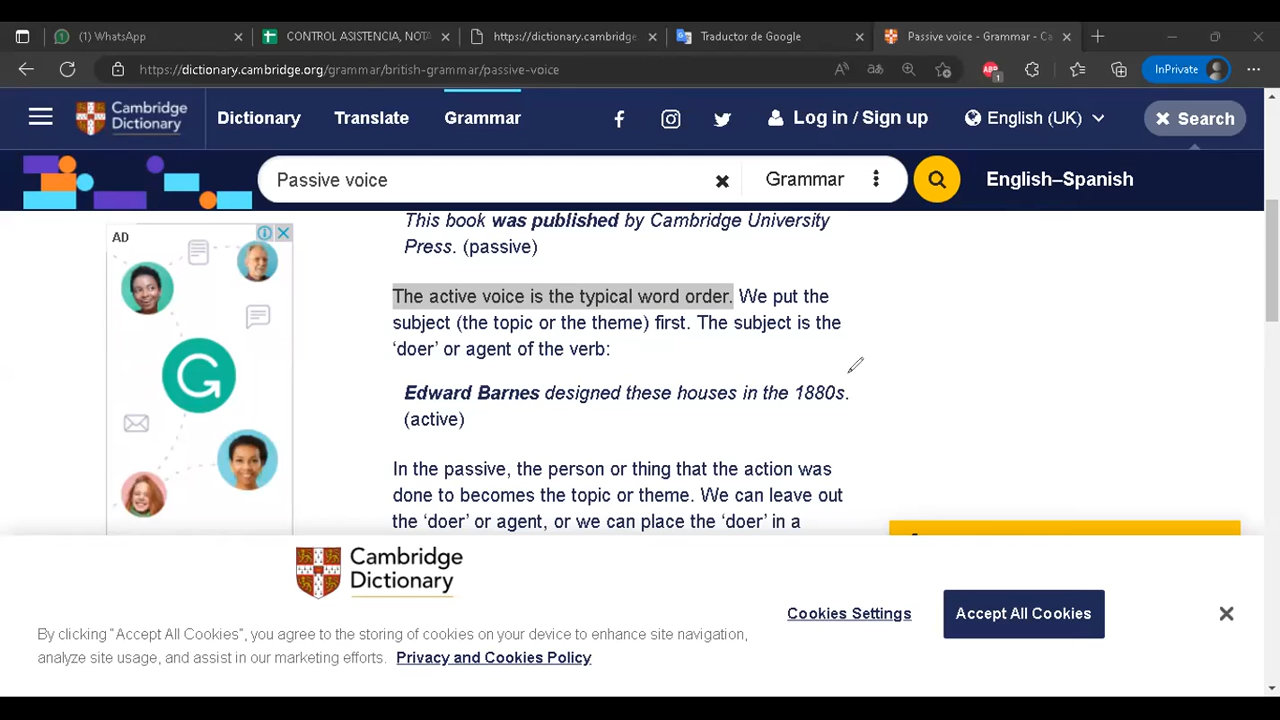 (1) WhatsApp
CONTROL ASISTENCIA, NOT
https://dictionary.cambridge
Traductor de Google
Passive voice - Grammar - Ca
https://dictionary.cambridge.org/grammar/british-grammar/passive-voice
InPrivate
Cambridge
Dictionary
Dictionary
Translate
Grammar
Log in / Sign up
English (UK)
Search
Passive voice
Grammar
English–Spanish
AD
This book was published by Cambridge University
Press. (passive)
The active voice is the typical word order. We put the
subject (the topic or the theme) first. The subject is the
‘doer’ or agent of the verb:
Edward Barnes designed these houses in the 1880s.
(active)
In the passive, the person or thing that the action was
done to becomes the topic or theme. We can leave out
the ‘doer’ or agent, or we can place the ‘doer’ in a
Cambridge
Dictionary
By clicking “Accept All Cookies”, you agree to the storing of cookies on your device to enhance site navigation,
analyze site usage, and assist in our marketing efforts. Privacy and Cookies Policy
Cookies Settings
Accept All Cookies